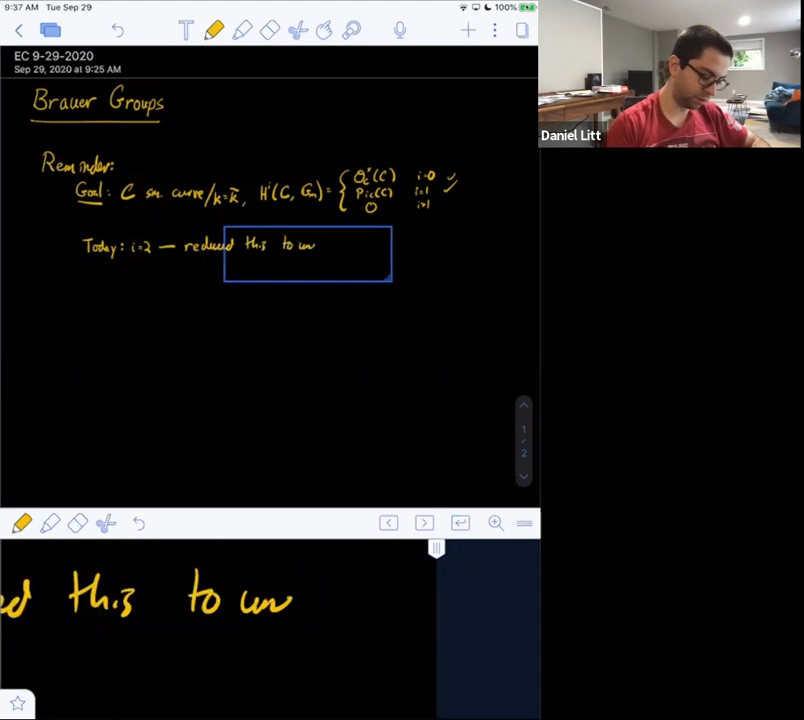 9:37 AM Tue Sep 29
100%
EC 9-29-2020
Sep 29, 2020 at 9:25 AM
Brauer Groups
Reminder:
Goal: C sm. curve/k=k̄, Hⁱ(C, Gm) = { O_C^*(C) i=0 ✓
Pic(C) i=1 ✓
0 i>1
Today: i=2 — reduced this to un
1 / 2
ed this to un
Daniel Litt